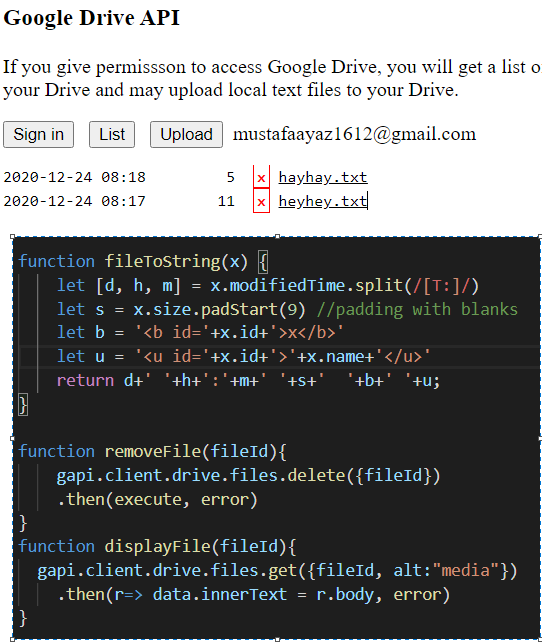 Google Drive API
If you give permissson to access Google Drive, you will get a list o
your Drive and may upload local text files to your Drive.
Sign in List Upload mustafaayaz1612@gmail.com
2020-12-24 08:18 5 x hayhay.txt
2020-12-24 08:17 11 x heyhey.txt
function fileToString(x) {
let [d, h, m] = x.modifiedTime.split(/[T:]/)
let s = x.size.padStart(9) //padding with blanks
let b = '<b id='+x.id+'>x</b>'
let u = '<u id='+x.id+'>'+x.name+'</u>'
return d+' '+h+':'+m+' '+s+'  '+b+' '+u;
}
function removeFile(fileId){
gapi.client.drive.files.delete({fileId})
.then(execute, error)
}
function displayFile(fileId){
gapi.client.drive.files.get({fileId, alt:"media"})
.then(r=> data.innerText = r.body, error)
}